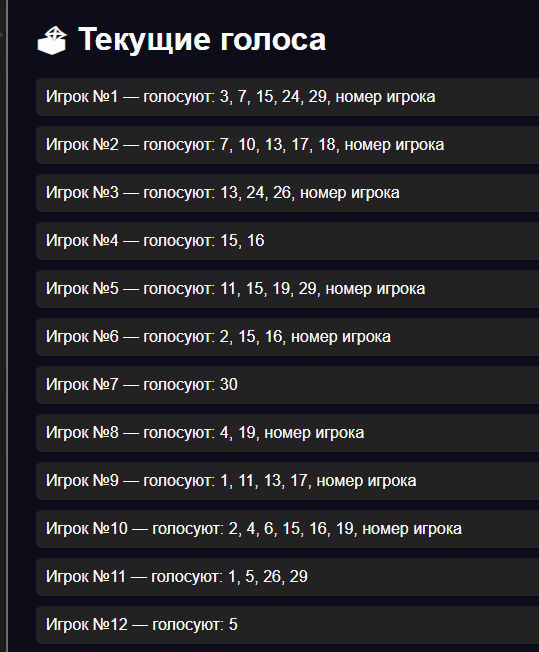 Текущие голоса
Игрок №1 — голосуют: 3, 7, 15, 24, 29, номер игрока
Игрок №2 — голосуют: 7, 10, 13, 17, 18, номер игрока
Игрок №3 — голосуют: 13, 24, 26, номер игрока
Игрок №4 — голосуют: 15, 16
Игрок №5 — голосуют: 11, 15, 19, 29, номер игрока
Игрок №6 — голосуют: 2, 15, 16, номер игрока
Игрок №7 — голосуют: 30
Игрок №8 — голосуют: 4, 19, номер игрока
Игрок №9 — голосуют: 1, 11, 13, 17, номер игрока
Игрок №10 — голосуют: 2, 4, 6, 15, 16, 19, номер игрока
Игрок №11 — голосуют: 1, 5, 26, 29
Игрок №12 — голосуют: 5